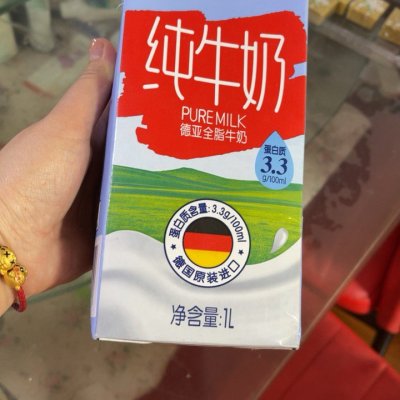 纯牛奶
PURE MILK
德亚全脂牛奶
蛋白质
3.3
g/100ml
蛋白质含量:3.3g/100ml
德国原装进口
净含量:1L